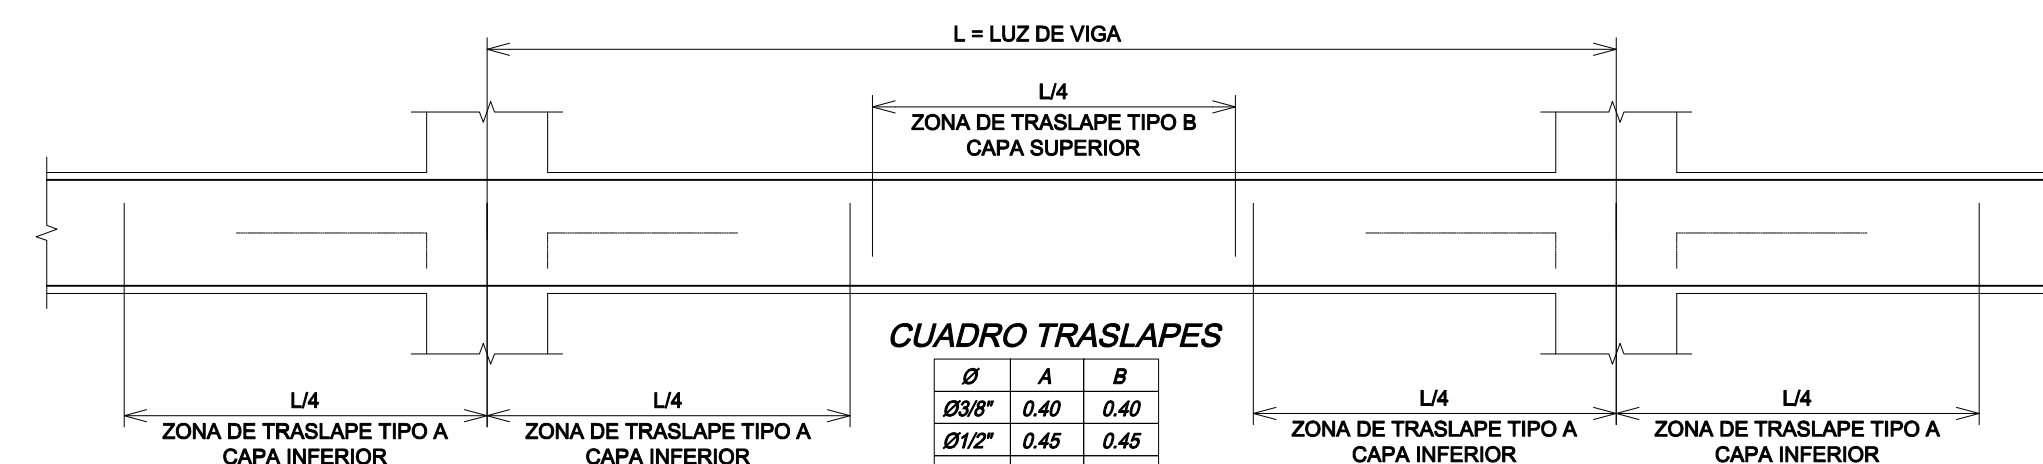 L = LUZ DE VIGA
L/4
ZONA DE TRASLAPE TIPO B
CAPA SUPERIOR
CUADRO TRASLAPES
Ø A B
Ø3/8" 0.40 0.40
Ø1/2" 0.45 0.45
L/4
ZONA DE TRASLAPE TIPO A
CAPA INFERIOR
L/4
ZONA DE TRASLAPE TIPO A
CAPA INFERIOR
L/4
ZONA DE TRASLAPE TIPO A
CAPA INFERIOR
L/4
ZONA DE TRASLAPE TIPO A
CAPA INFERIOR